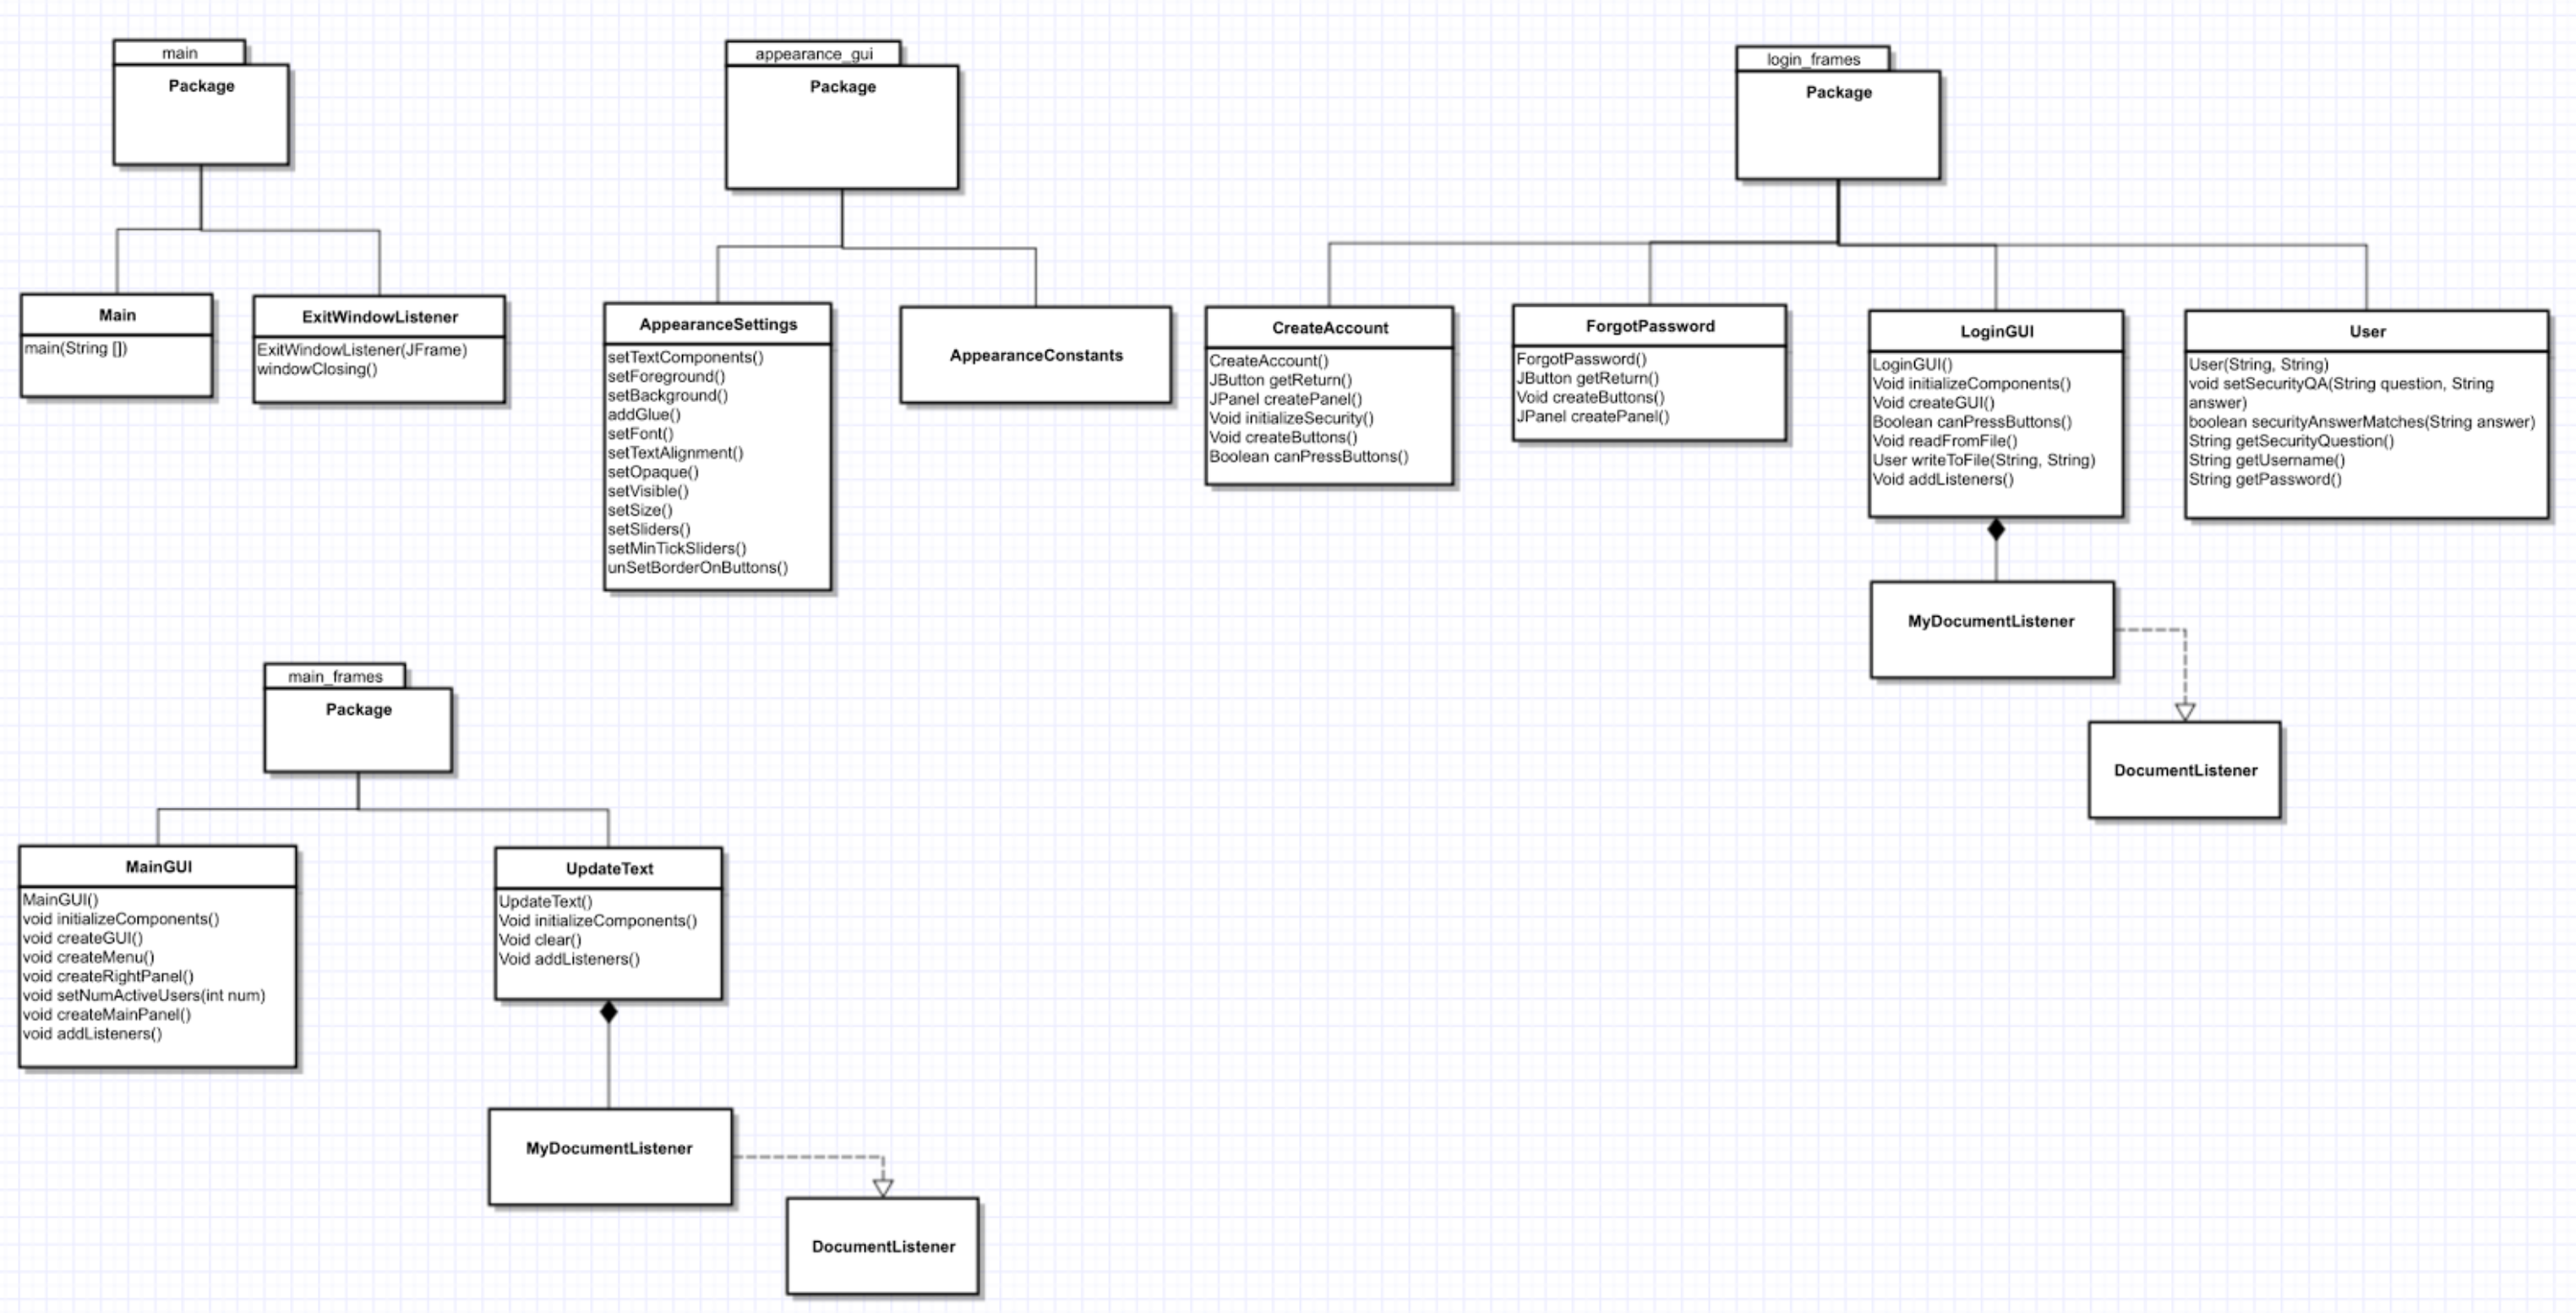 main
Package
Main
main(String [])
ExitWindowListener
ExitWindowListener(JFrame)
windowClosing()
appearance_gui
Package
AppearanceSettings
setTextComponents()
setForeground()
setBackground()
addGlue()
setFont()
setTextAlignment()
setOpaque()
setVisible()
setSize()
setSliders()
setMinTickSliders()
unSetBorderOnButtons()
AppearanceConstants
login_frames
Package
CreateAccount
CreateAccount()
JButton getReturn()
JPanel createPanel()
Void initializeSecurity()
Void createButtons()
Boolean canPressButtons()
ForgotPassword
ForgotPassword()
JButton getReturn()
Void createButtons()
JPanel createPanel()
LoginGUI
LoginGUI()
Void initializeComponents()
Void createGUI()
Boolean canPressButtons()
Void readFromFile()
User writeToFile(String, String)
Void addListeners()
User
User(String, String)
void setSecurityQA(String question, String
answer)
boolean securityAnswerMatches(String answer)
String getSecurityQuestion()
String getUsername()
String getPassword()
MyDocumentListener
DocumentListener
main_frames
Package
MainGUI
MainGUI()
void initializeComponents()
void createGUI()
void createMenu()
void createRightPanel()
void setNumActiveUsers(int num)
void createMainPanel()
void addListeners()
UpdateText
UpdateText()
Void initializeComponents()
Void clear()
Void addListeners()
MyDocumentListener
DocumentListener